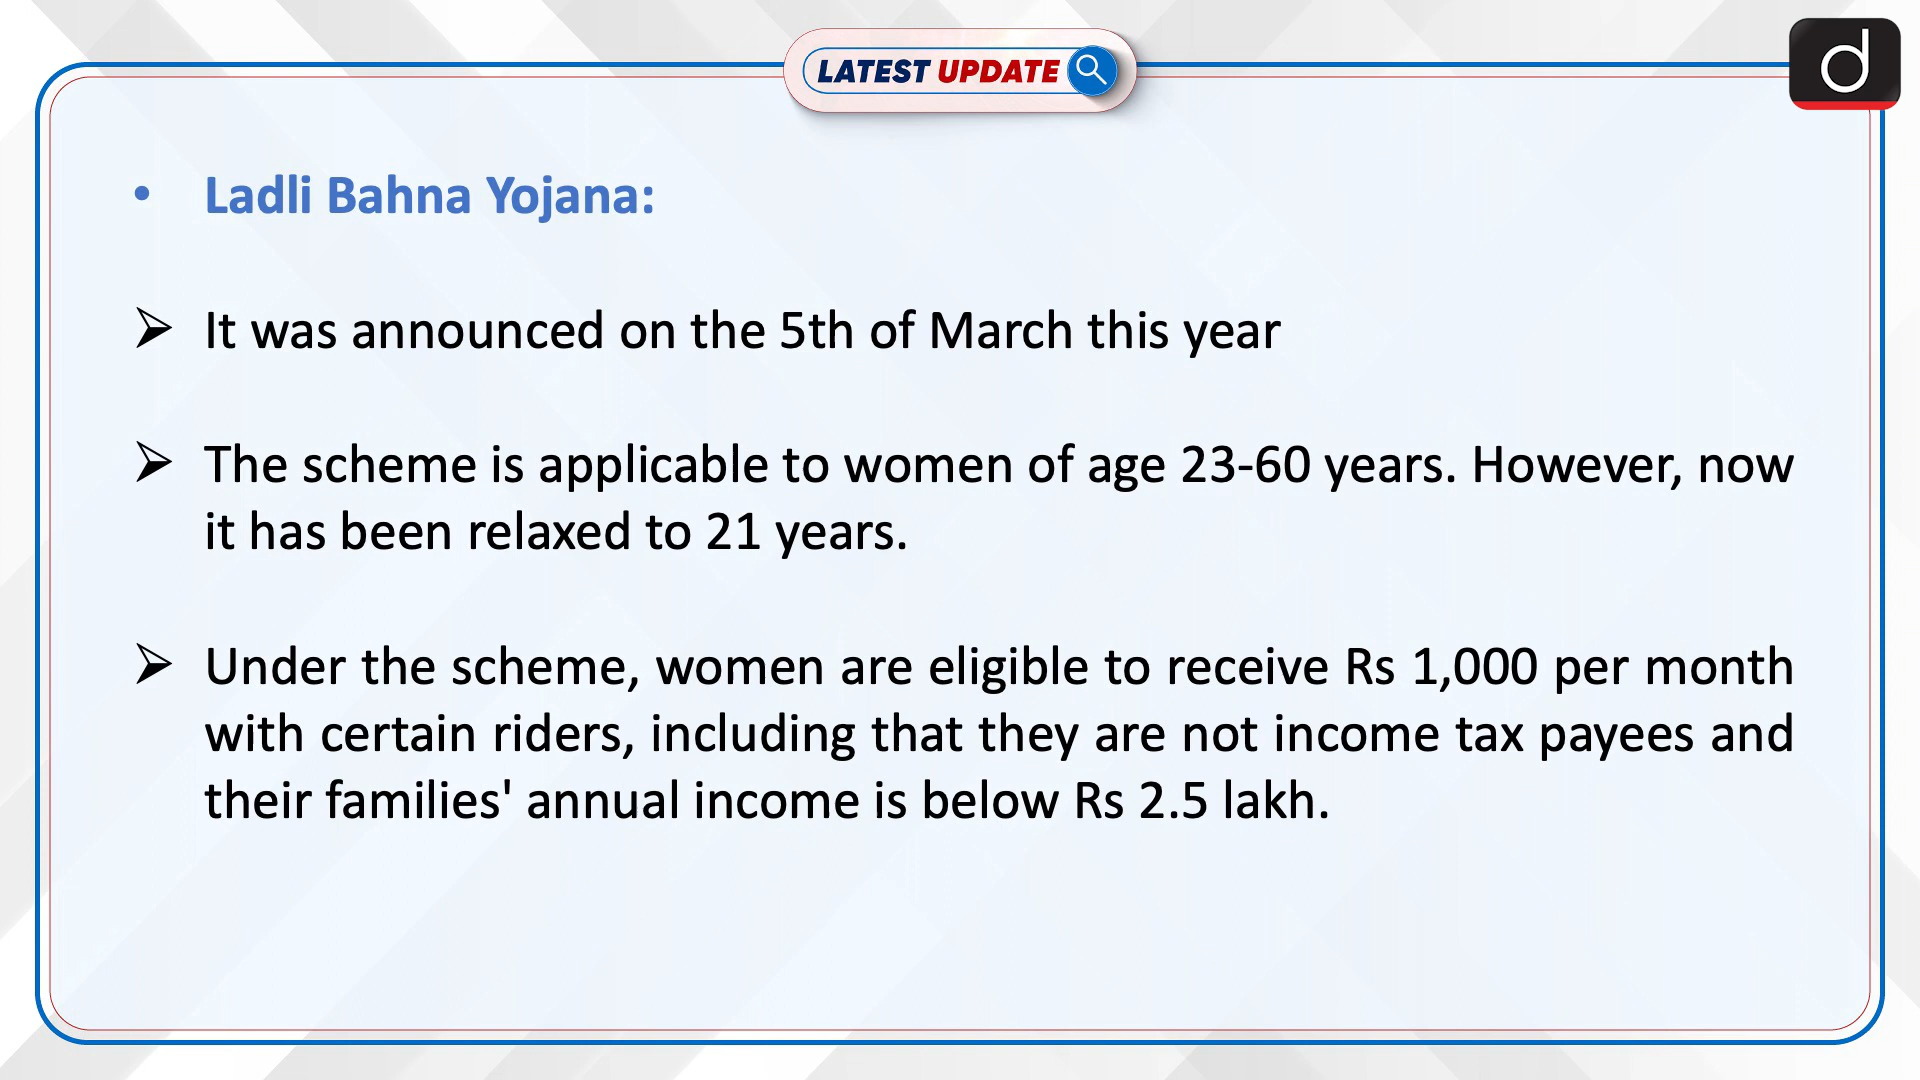 LATEST UPDATE
d
• Ladli Bahna Yojana:
➢ It was announced on the 5th of March this year
➢ The scheme is applicable to women of age 23-60 years. However, now
it has been relaxed to 21 years.
➢ Under the scheme, women are eligible to receive Rs 1,000 per month
with certain riders, including that they are not income tax payees and
their families' annual income is below Rs 2.5 lakh.